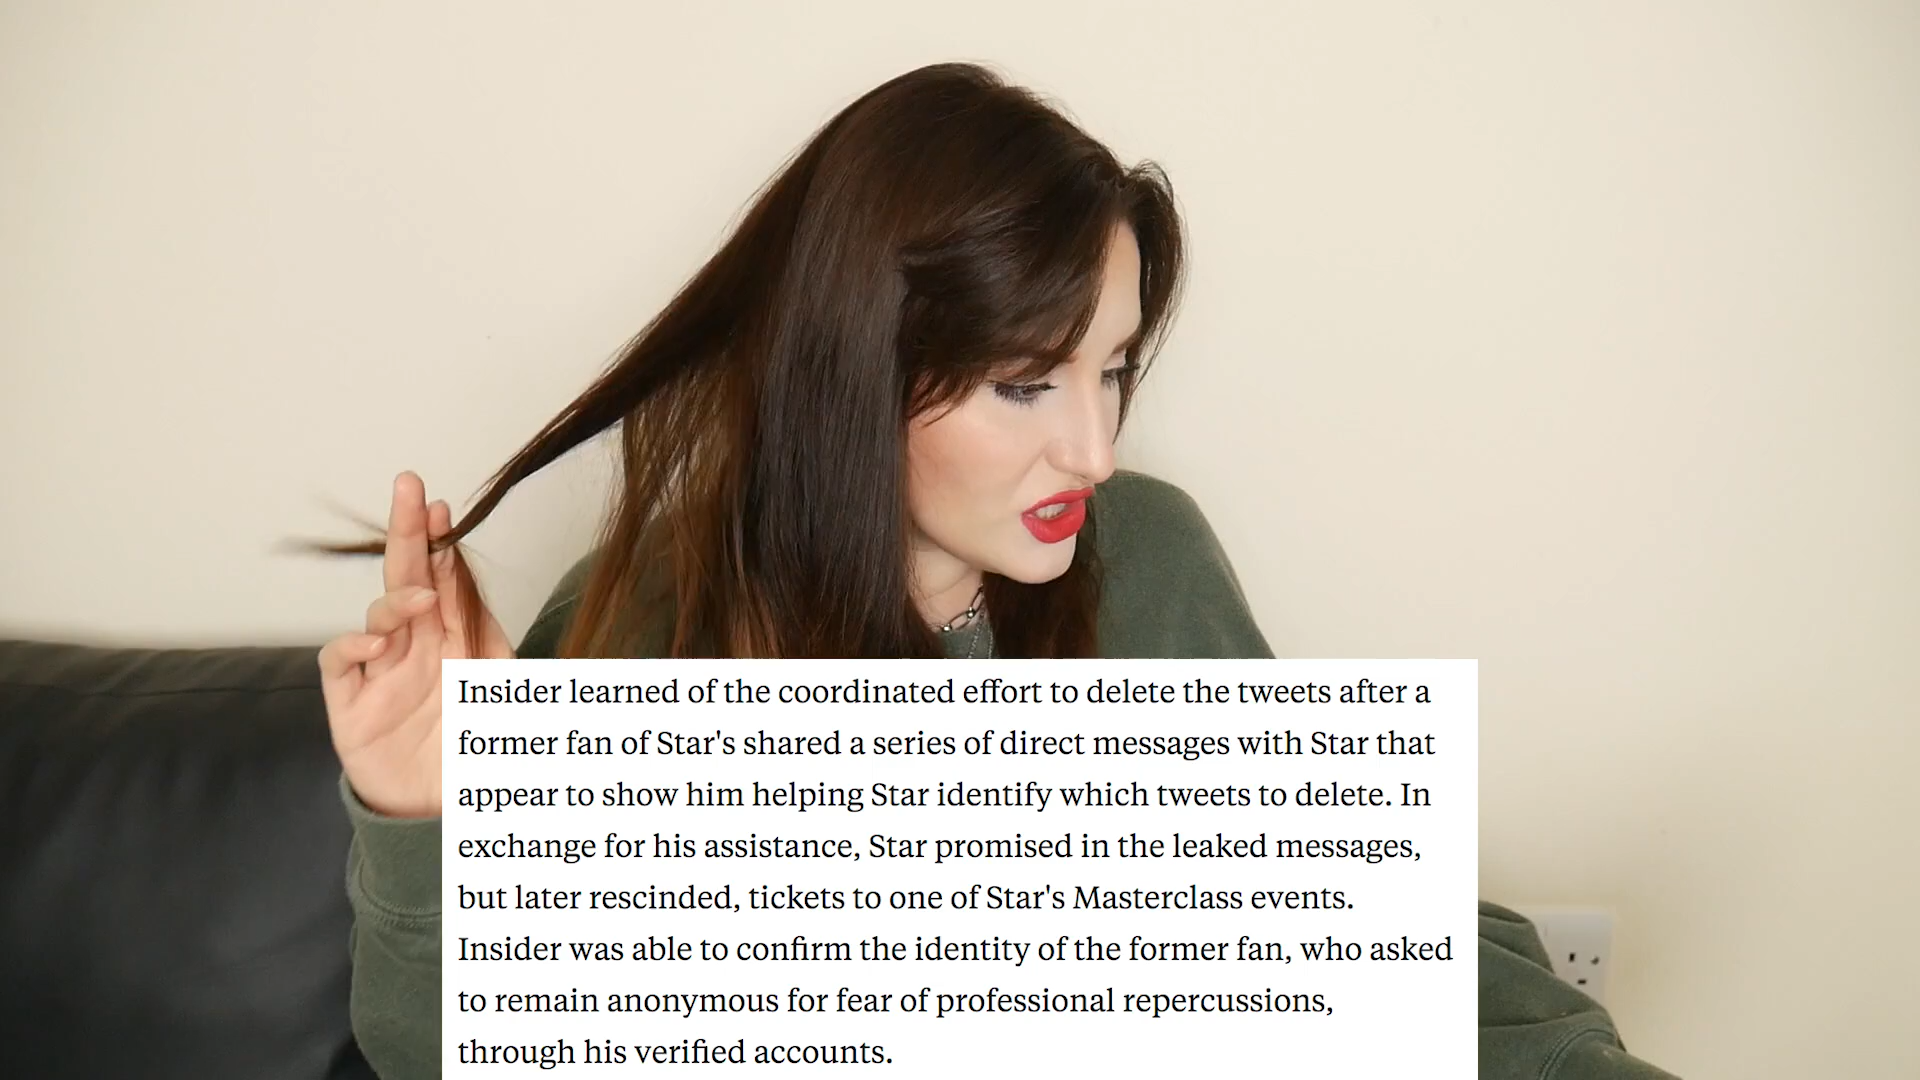 Insider learned of the coordinated effort to delete the tweets after a
former fan of Star's shared a series of direct messages with Star that
appear to show him helping Star identify which tweets to delete. In
exchange for his assistance, Star promised in the leaked messages,
but later rescinded, tickets to one of Star's Masterclass events.
Insider was able to confirm the identity of the former fan, who asked
to remain anonymous for fear of professional repercussions,
through his verified accounts.